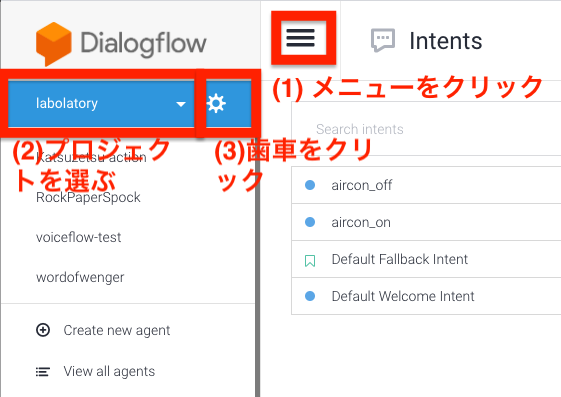 Dialogflow
Intents
(1) メニューをクリック
labolatory
(2)プロジェク
トを選ぶ
(3)歯車をクリ
ック
Search intents
Katsuzetsu action
RockPaperSpock
voiceflow-test
wordofwenger
Create new agent
View all agents
aircon_off
aircon_on
Default Fallback Intent
Default Welcome Intent